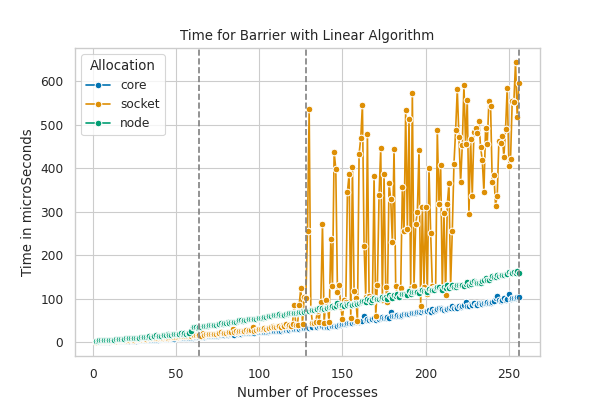 Time for Barrier with Linear Algorithm
Allocation
core
socket
node
Time in microSeconds
600
500
400
300
200
100
0
0 50 100 150 200 250
Number of Processes